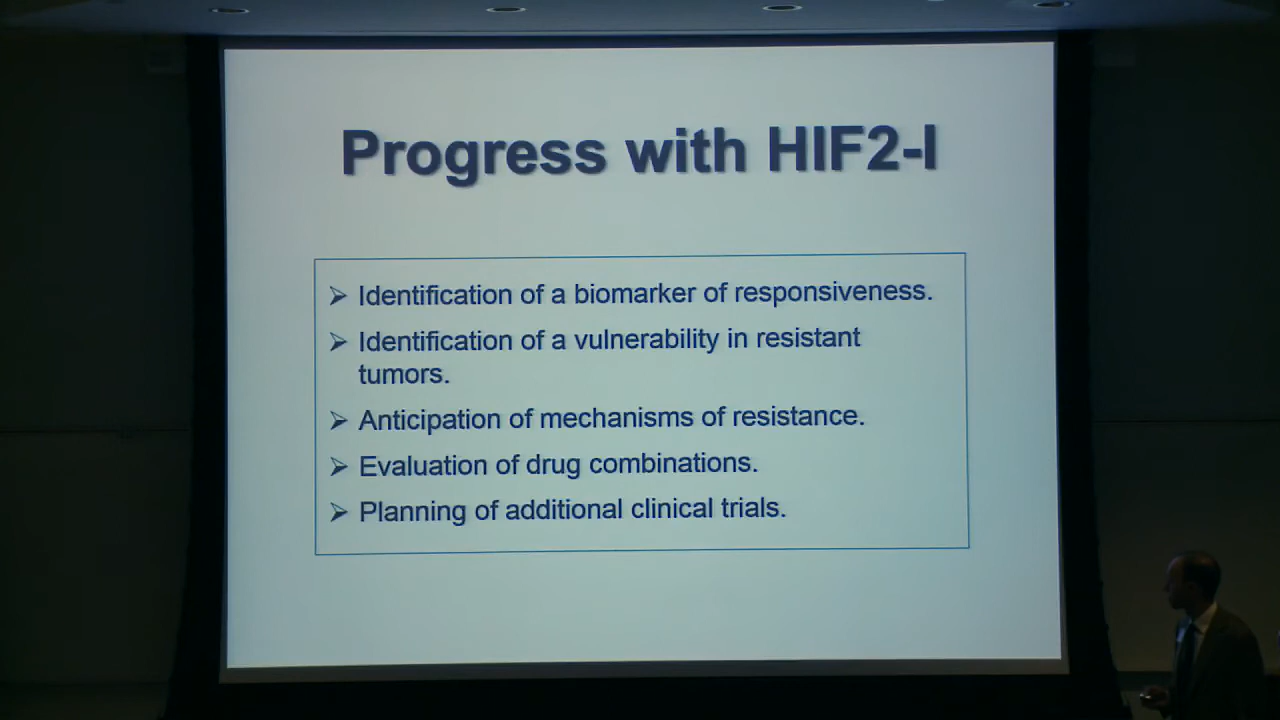 Progress with HIF2-I
➢ Identification of a biomarker of responsiveness.
➢ Identification of a vulnerability in resistant
tumors.
➢ Anticipation of mechanisms of resistance.
➢ Evaluation of drug combinations.
➢ Planning of additional clinical trials.